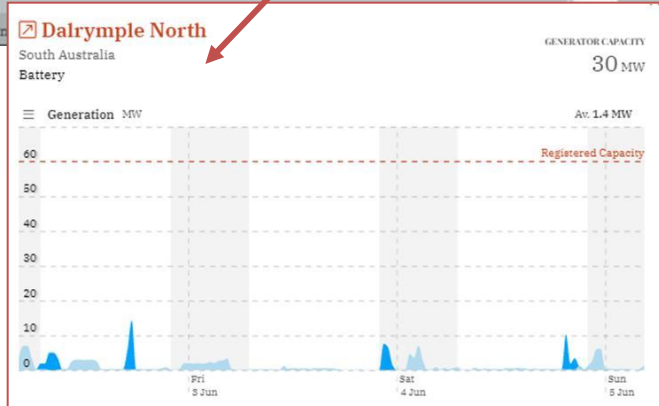 Dalrymple North
South Australia
Battery
GENERATOR CAPACITY
30 MW
Generation MW
Av. 1.4 MW
60
Registered Capacity
50
40
30
20
10
0
Fri
3 Jun
Sat
4 Jun
Sun
5 Jun